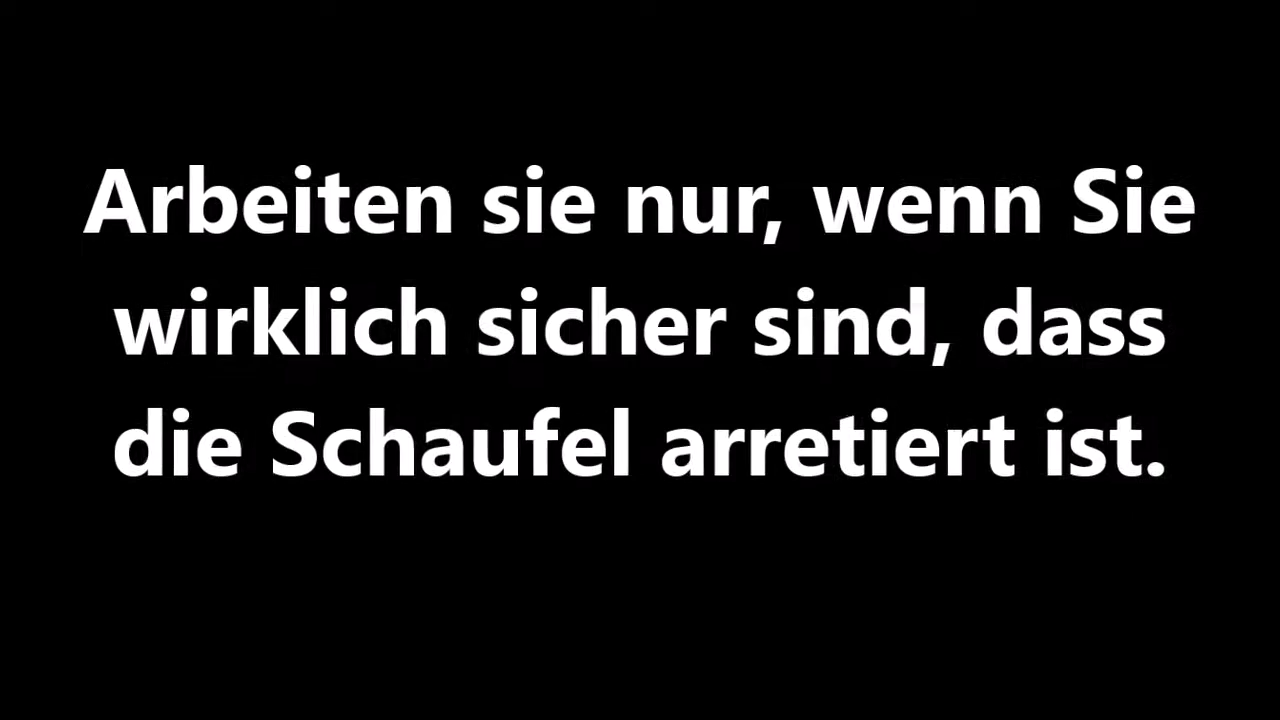 Arbeiten sie nur, wenn Sie
wirklich sicher sind, dass
die Schaufel arretiert ist.